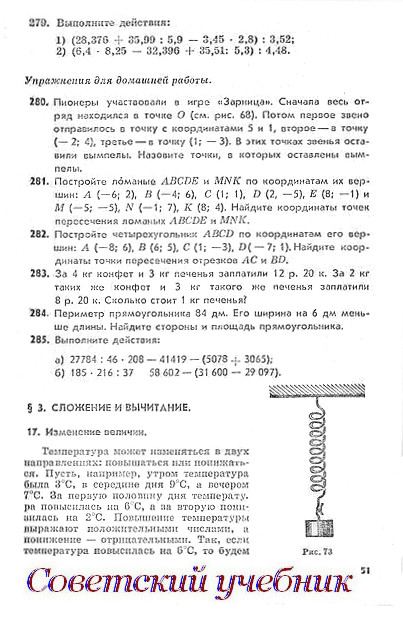 279. Выполните действия:
1) (28,376 + 35,99 : 5,9 — 3,45 · 2,8) : 3,52;
2) (6,4 · 8,25 — 32,396 + 35,51 : 5,3) : 4,48.
Упражнения для домашней работы.
280. Пионеры участвовали в игре «Зарница». Сначала весь от-
ряд находился в точке O (см. рис. 68). Потом первое звено
отправилось в точку с координатами 5 и 1, второе — в точку
(— 2; 4), третье — в точку (1; — 3). В этих точках звенья оста-
вили вымпелы. Назовите точки, в которых оставлены вым-
пелы.
281. Постройте ломаные ABCDE и MNK по координатам их вер-
шин: A (—6; 2), B (—4; 6), C (1; 1), D (2, —5), E (8; —1) и
M (—5; —5), N (—1; 7), K (8; 4). Найдите координаты точек
пересечения ломаных ABCDE и MNK.
282. Постройте четырехугольник ABCD по координатам его вер-
шин: A (—8; 6), B (6; 5), C (1; —3), D(— 7; 1). Найдите коор-
динаты точки пересечения отрезков AC и BD.
283. За 4 кг конфет и 3 кг печенья заплатили 12 р. 20 к. За 2 кг
таких же конфет и 3 кг такого же печенья заплатили
8 р. 20 к. Сколько стоит 1 кг печенья?
284. Периметр прямоугольника 84 дм. Его ширина на 6 дм мень-
ше длины. Найдите стороны и площадь прямоугольника.
285. Выполните действия:
а) 27784 : 46 · 208 — 41419 — (5078 + 3065);
б) 185 · 216 : 37 58 602 — (31 600 — 29 097).
§ 3. СЛОЖЕНИЕ И ВЫЧИТАНИЕ.
17. Изменение величин.
Температура может изменяться в двух
направлениях: повышаться или понижать-
ся. Пусть, например, утром температура
была 3°С, в середине дня 9°С, а вечером
7°С. За первую половину дня температу-
ра повысилась на 6°С, а за вторую пони-
зилась на 2°С. Повышение температуры
выражают положительными числами, а
понижение — отрицательными. Так, если
температура повысилась на 6°С, то будем
Рис. 73
51
Советский учебник